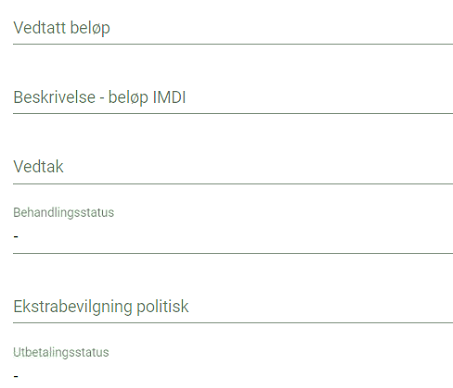 Vedtatt beløp
Beskrivelse - beløp IMDI
Vedtak
Behandlingsstatus
-
Ekstrabevilgning politisk
Utbetalingsstatus
-